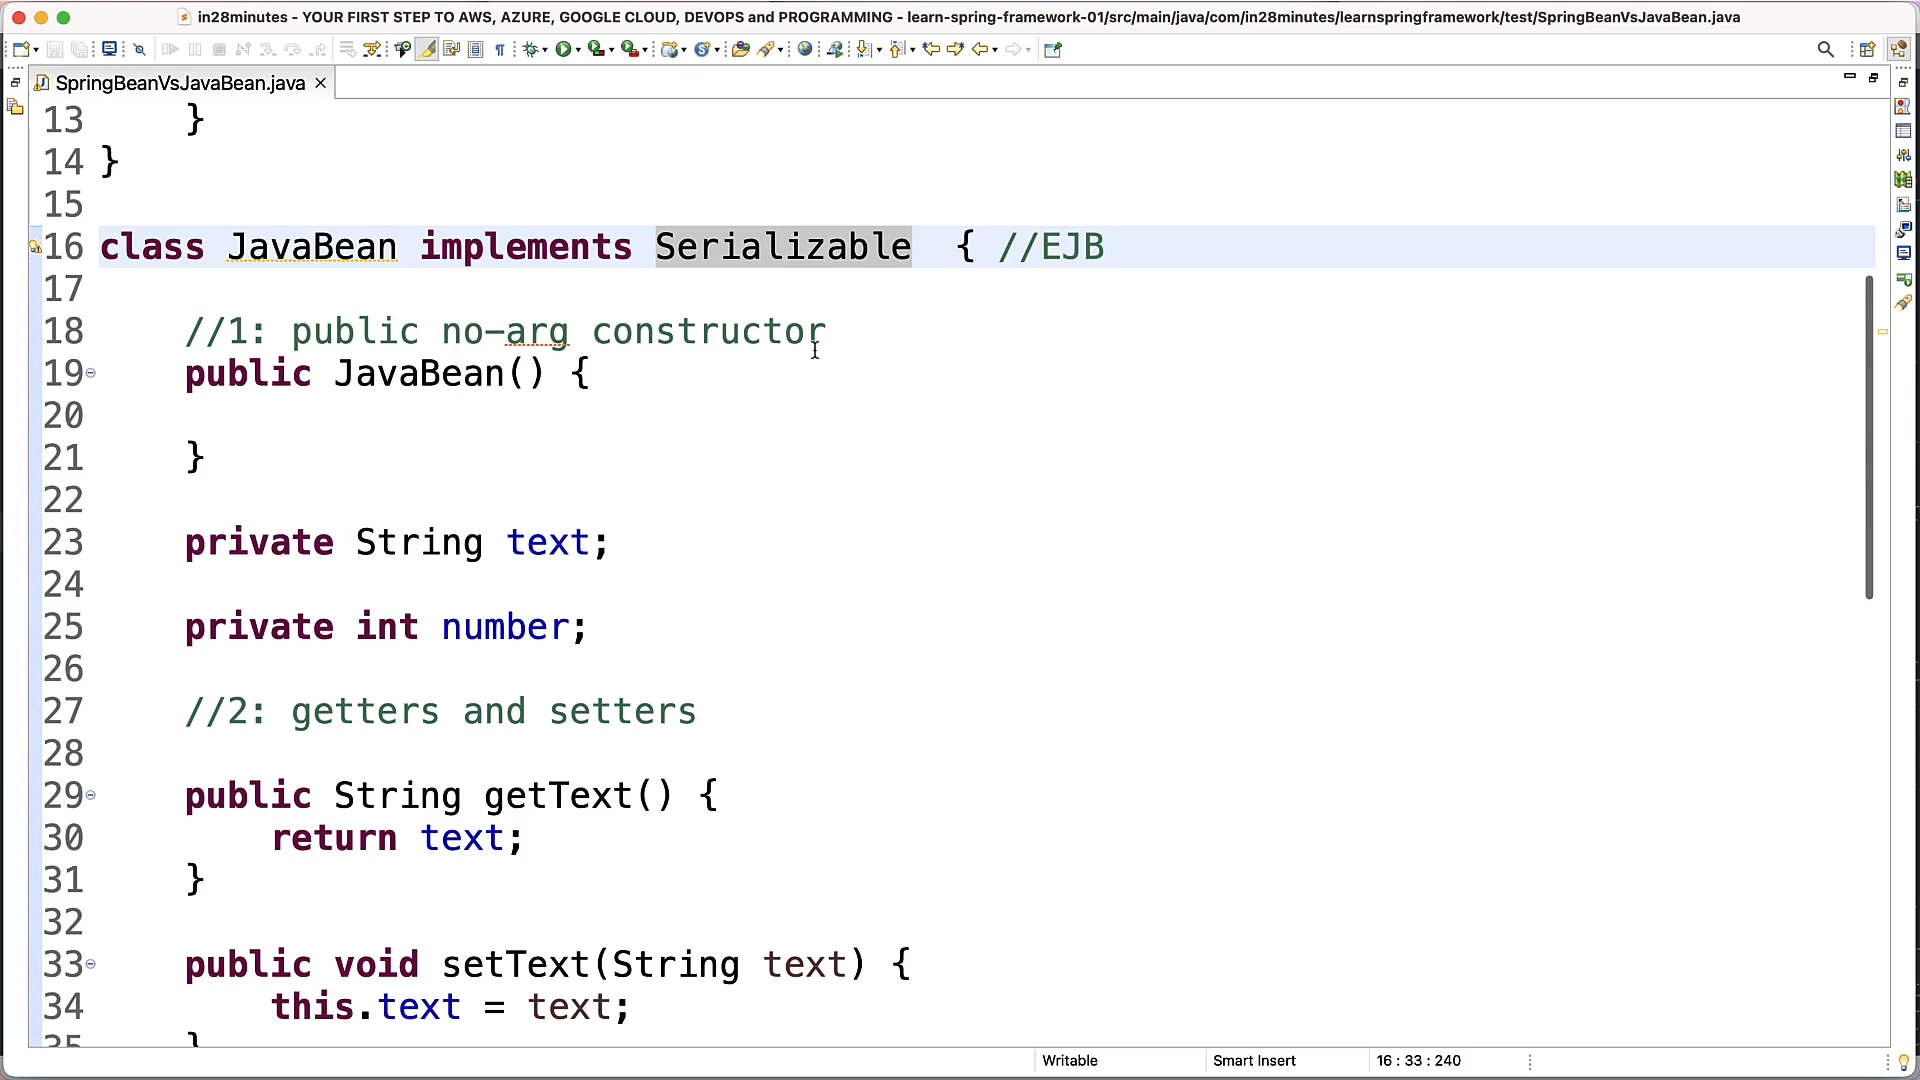 in28minutes - YOUR FIRST STEP TO AWS, AZURE, GOOGLE CLOUD, DEVOPS and PROGRAMMING - learn-spring-framework-01/src/main/java/com/in28minutes/learnspringframework/test/SpringBeanVsJavaBean.java
SpringBeanVsJavaBean.java
13     }
14 }
15
16 class JavaBean implements Serializable  { //EJB
17
18     //1: public no-arg constructor
19     public JavaBean() {
20
21     }
22
23     private String text;
24
25     private int number;
26
27     //2: getters and setters
28
29     public String getText() {
30         return text;
31     }
32
33     public void setText(String text) {
34         this.text = text;
35     }
Writable Smart Insert 16 : 33 : 240